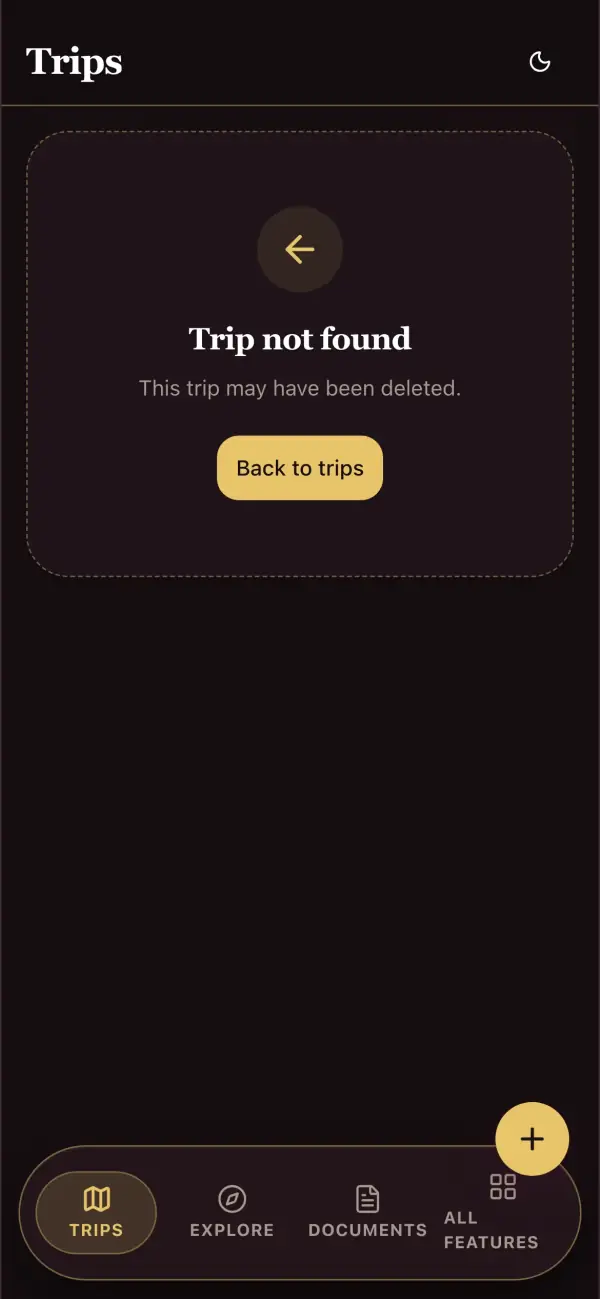 Trips
Trip not found
This trip may have been deleted.
Back to trips
TRIPS
EXPLORE
DOCUMENTS
ALL
FEATURES